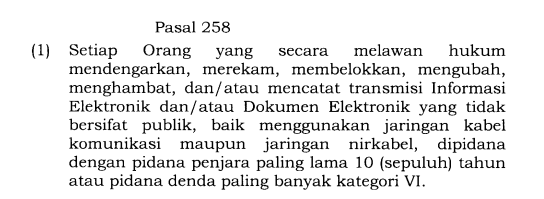 Pasal 258
(1) Setiap Orang yang secara melawan hukum
mendengarkan, merekam, membelokkan, mengubah,
menghambat, dan/atau mencatat transmisi Informasi
Elektronik dan/atau Dokumen Elektronik yang tidak
bersifat publik, baik menggunakan jaringan kabel
komunikasi maupun jaringan nirkabel, dipidana
dengan pidana penjara paling lama 10 (sepuluh) tahun
atau pidana denda paling banyak kategori VI.